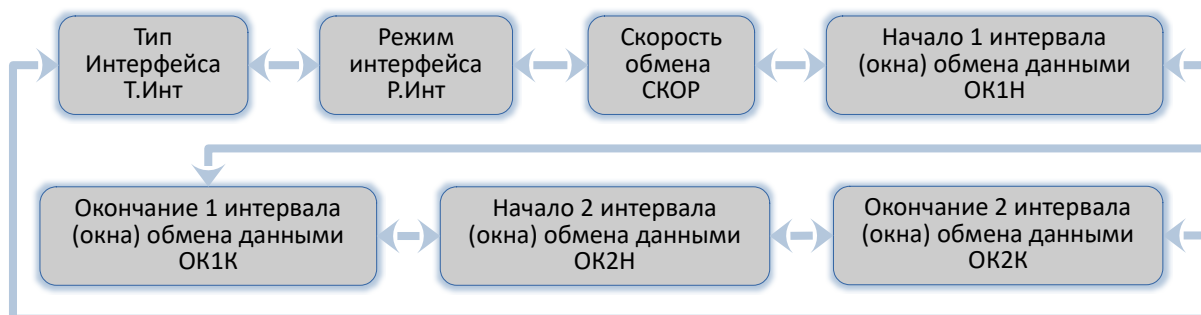 Тип
Интерфейса
Т.Инт
Режим
интерфейса
Р.Инт
Скорость
обмена
СКОР
Начало 1 интервала
(окна) обмена данными
ОК1Н
Окончание 1 интервала
(окна) обмена данными
ОК1К
Начало 2 интервала
(окна) обмена данными
ОК2Н
Окончание 2 интервала
(окна) обмена данными
ОК2К